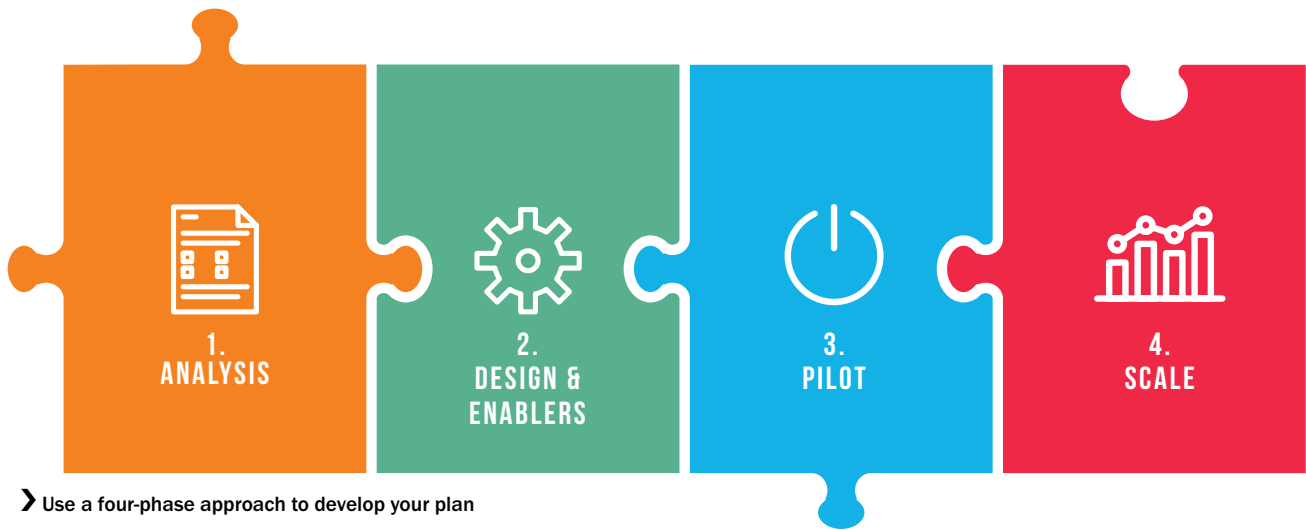 1.
ANALYSIS
2.
DESIGN &
ENABLERS
3.
PILOT
4.
SCALE
❯ Use a four-phase approach to develop your plan